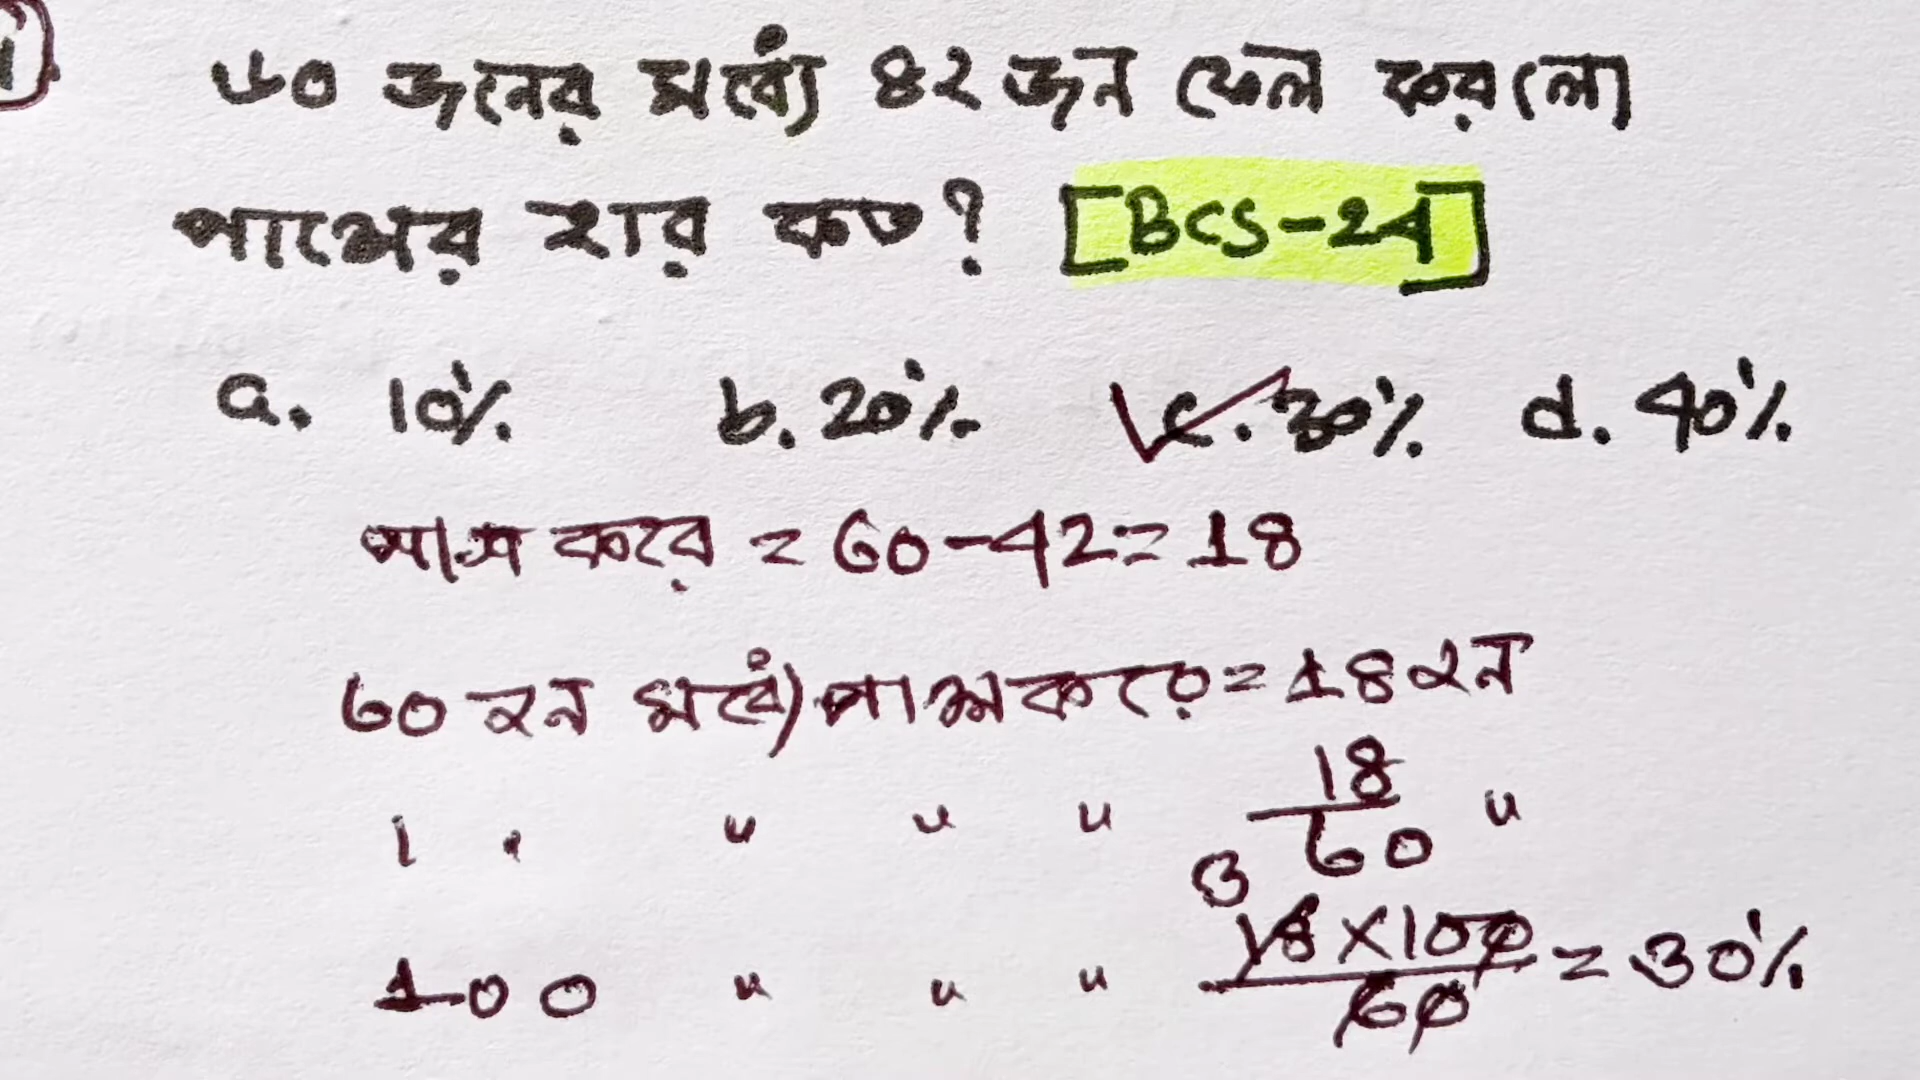 ৬০ জনের মধ্যে ৪২ জন ফেল করলে
পাশের হার কত? [BCS-24]
a. 10% b. 20% c. 30% d. 40%
পাশ করে = 60-42= 18
60 জন মধ্যে পাশ করে = 18 জন
1 " " " " 18/60 "
100 " " " 18×100/60 = 30%
3